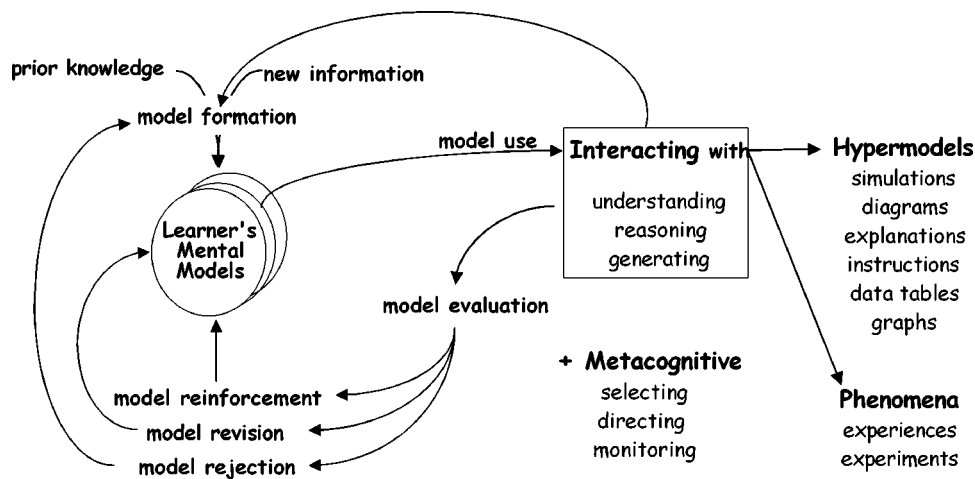 prior knowledge
new information
model formation
model use
Interacting with
understanding
reasoning
generating
Hypermodels
simulations
diagrams
explanations
instructions
data tables
graphs
Learner's
Mental
Models
model evaluation
+ Metacognitive
selecting
directing
monitoring
Phenomena
experiences
experiments
model reinforcement
model revision
model rejection